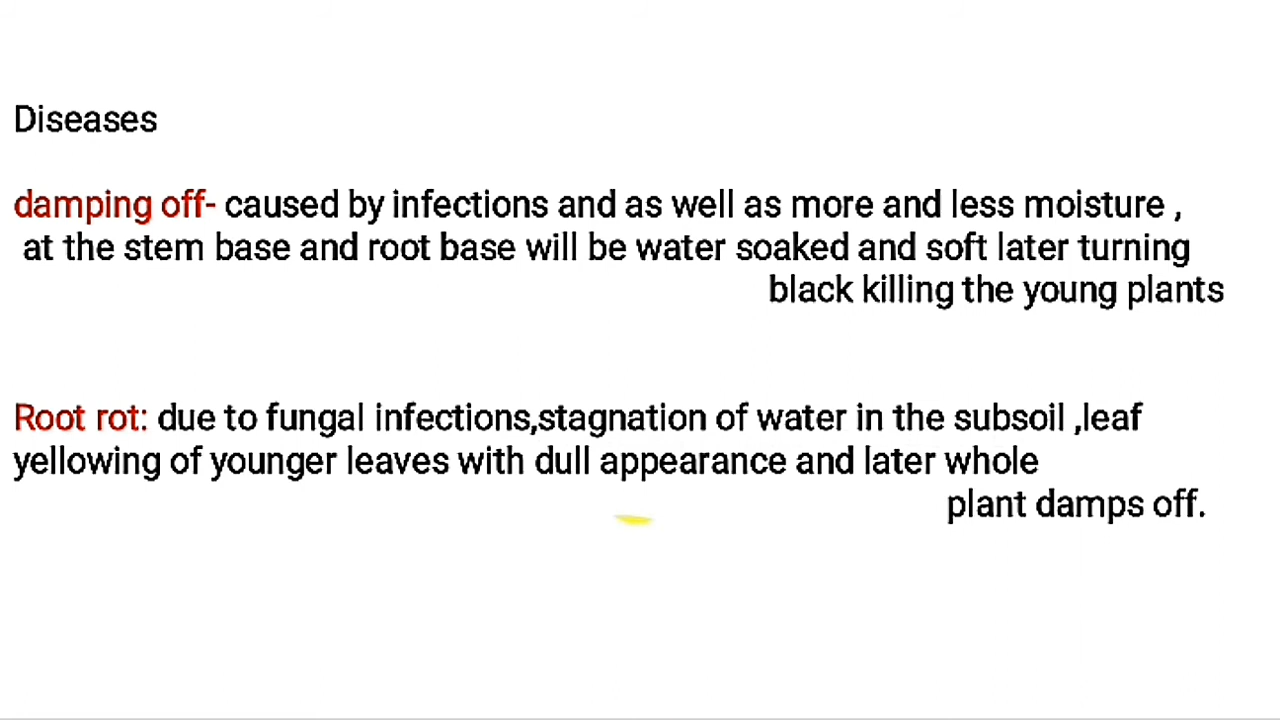 Diseases
damping off- caused by infections and as well as more and less moisture ,
at the stem base and root base will be water soaked and soft later turning
black killing the young plants
Root rot: due to fungal infections,stagnation of water in the subsoil ,leaf
yellowing of younger leaves with dull appearance and later whole
plant damps off.